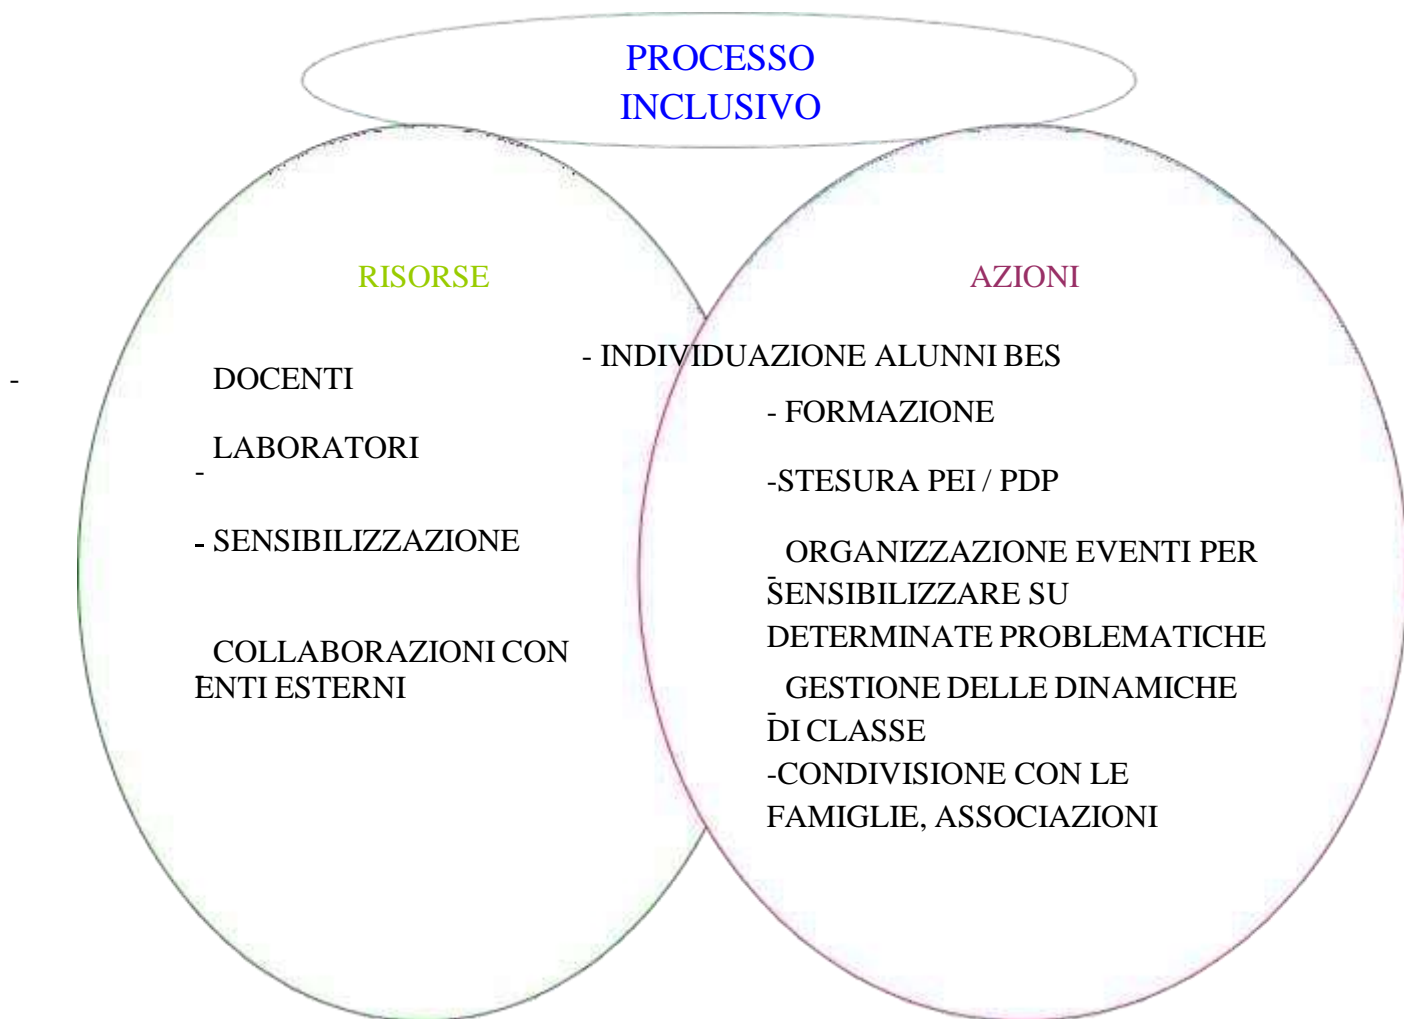 PROCESSO
INCLUSIVO
RISORSE
- DOCENTI
LABORATORI
-
- SENSIBILIZZAZIONE
COLLABORAZIONI CON
- ENTI ESTERNI
AZIONI
- INDIVIDUAZIONE ALUNNI BES
- FORMAZIONE
-STESURA PEI / PDP
ORGANIZZAZIONE EVENTI PER
- SENSIBILIZZARE SU
DETERMINATE PROBLEMATICHE
GESTIONE DELLE DINAMICHE
- DI CLASSE
-CONDIVISIONE CON LE
FAMIGLIE, ASSOCIAZIONI